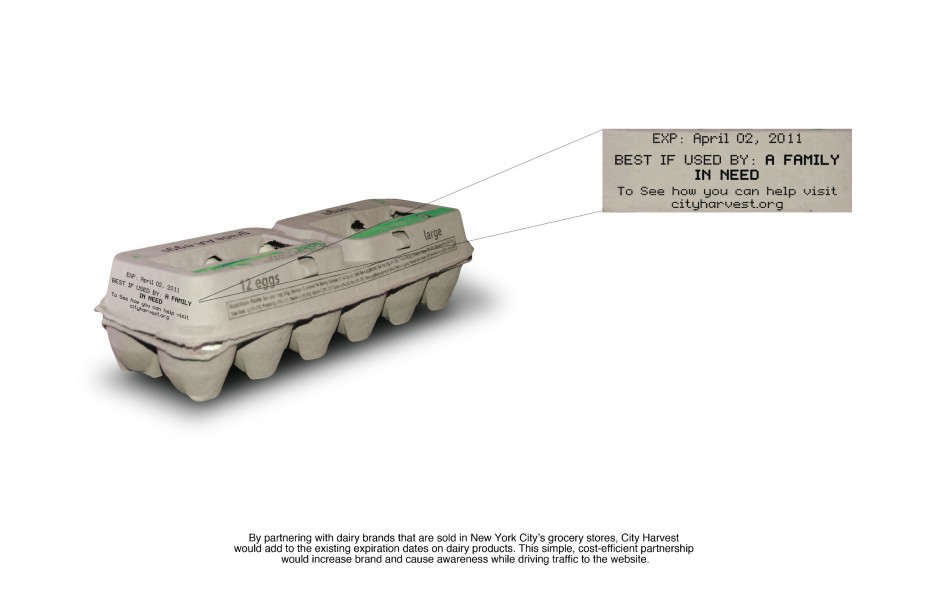 EXP: April 02, 2011
BEST IF USED BY: A FAMILY
IN NEED
To See how you can help visit
cityharvest.org
large
12 eggs
Nutrition Facts
EXP: April 02, 2011
BEST IF USED BY: A FAMILY
IN NEED
To See how you can help visit
cityharvest.org
By partnering with dairy brands that are sold in New York City's grocery stores, City Harvest
would add to the existing expiration dates on dairy products. This simple, cost-efficient partnership
would increase brand and cause awareness while driving traffic to the website.